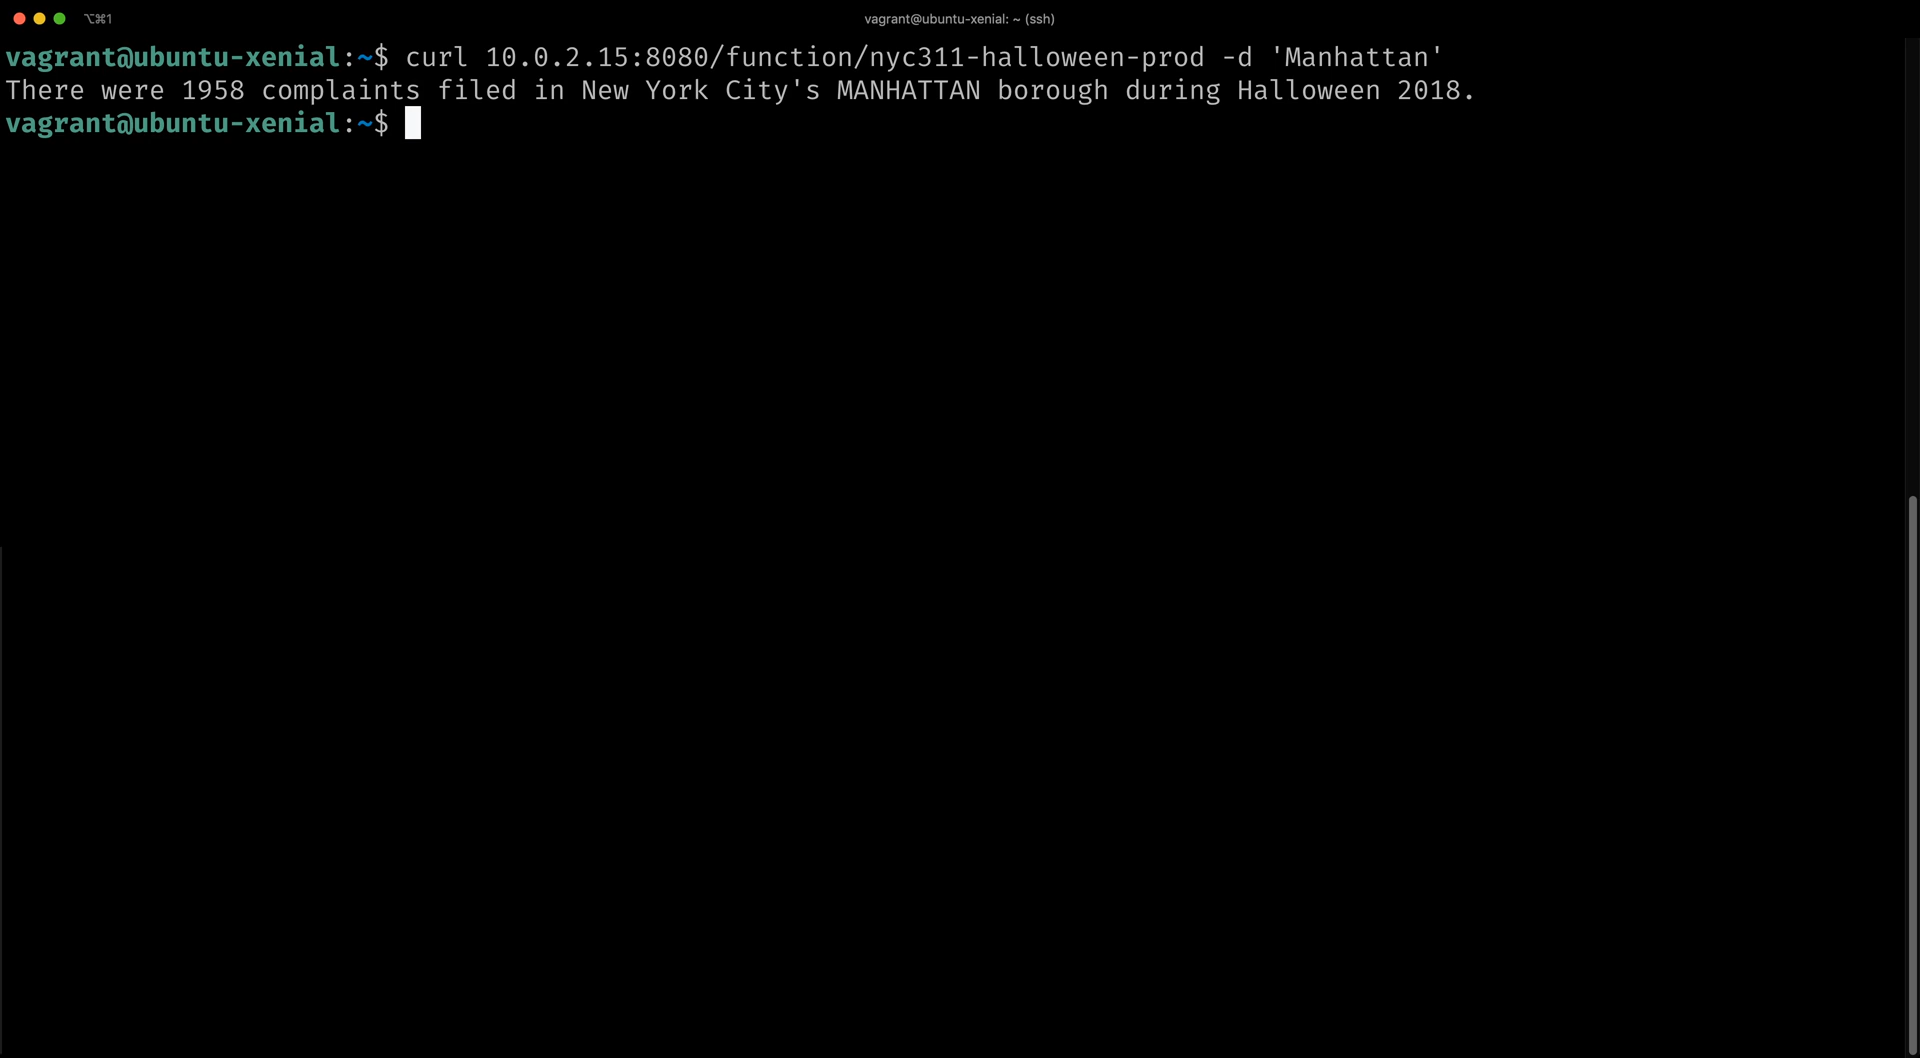 ⌥⌘1
vagrant@ubuntu-xenial: ~ (ssh)
vagrant@ubuntu-xenial:~$ curl 10.0.2.15:8080/function/nyc311-halloween-prod -d 'Manhattan'
There were 1958 complaints filed in New York City's MANHATTAN borough during Halloween 2018.
vagrant@ubuntu-xenial:~$